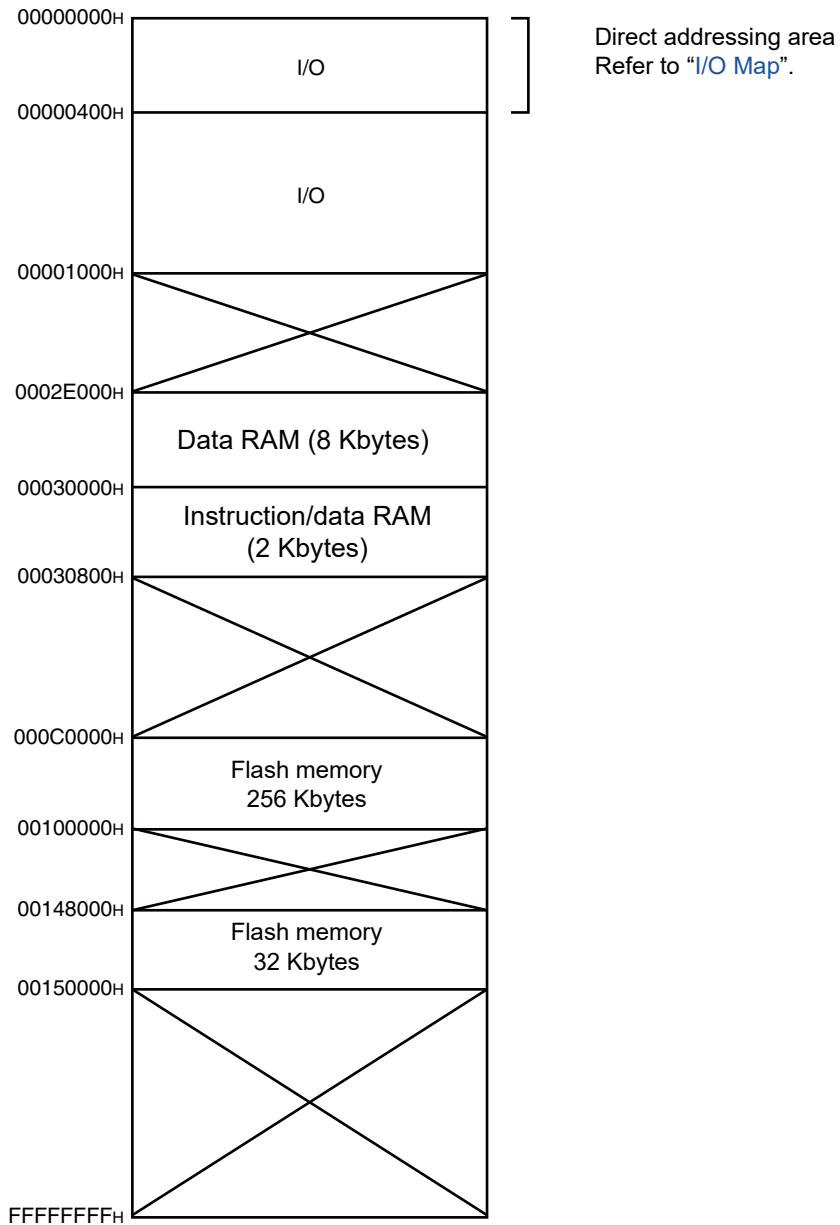 00000000H
I/O
Direct addressing area
Refer to “I/O Map”.
00000400H
I/O
00001000H
0002E000H
Data RAM (8 Kbytes)
00030000H
Instruction/data RAM
(2 Kbytes)
00030800H
000C0000H
Flash memory
256 Kbytes
00100000H
00148000H
Flash memory
32 Kbytes
00150000H
FFFFFFFFH